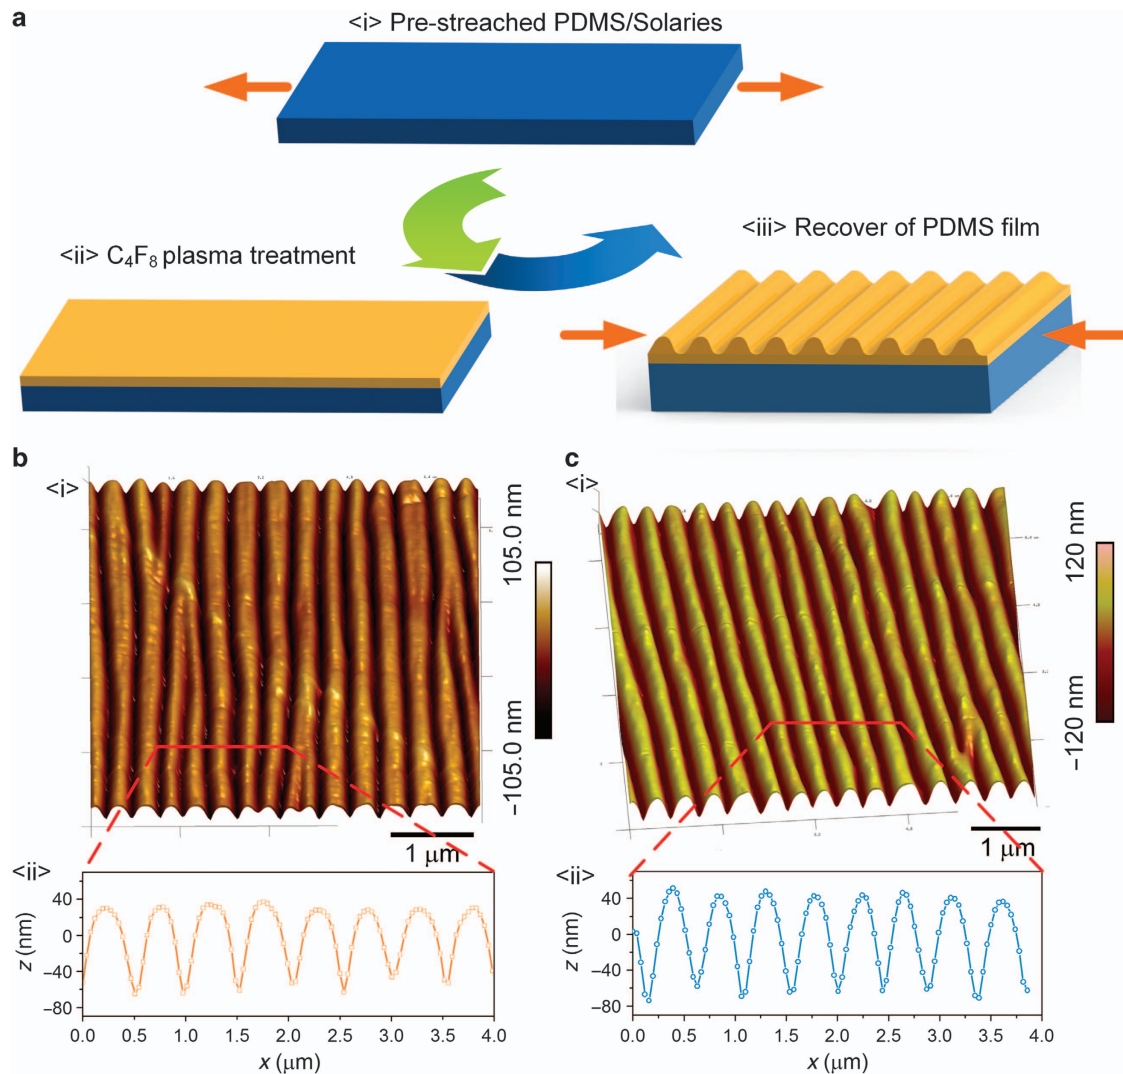 a
<i> Pre-streached PDMS/Solaries
<ii> C₄F₈ plasma treatment
<iii> Recover of PDMS film
b
<i>
105.0 nm
−105.0 nm
1 μm
<ii>
z (nm)
40
0
−40
−80
0.0 0.5 1.0 1.5 2.0 2.5 3.0 3.5 4.0
x (μm)
c
<i>
120 nm
−120 nm
1 μm
<ii>
z (nm)
40
0
−40
−80
0.0 0.5 1.0 1.5 2.0 2.5 3.0 3.5 4.0
x (μm)